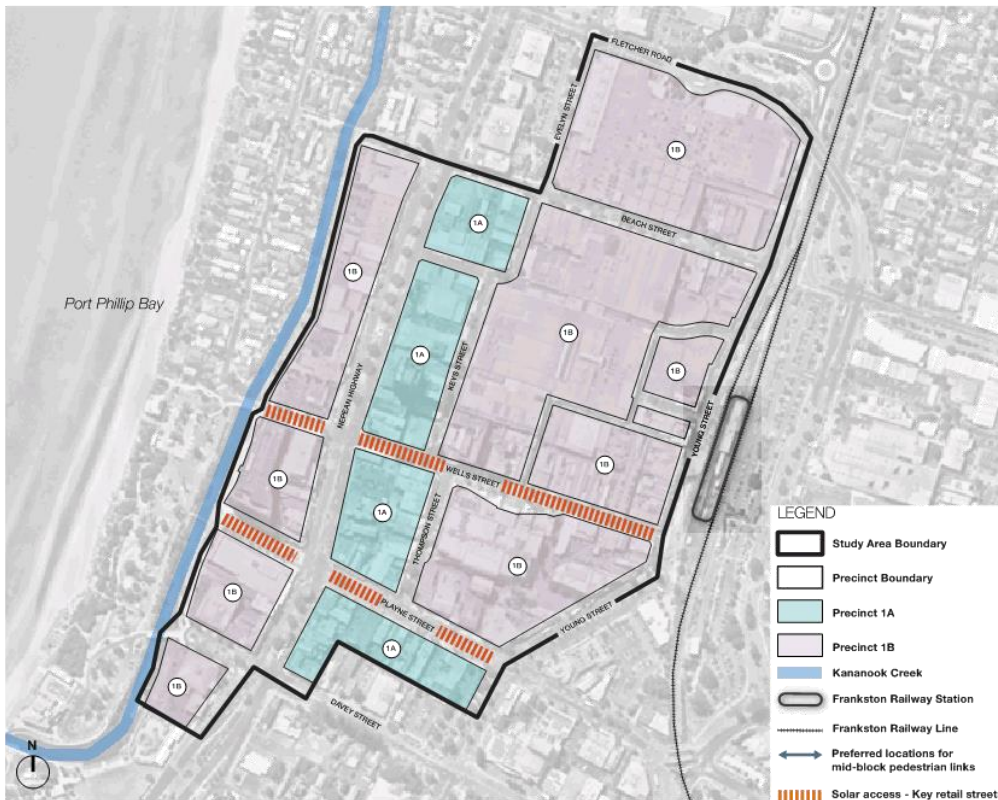 FLETCHER ROAD
EVELYN STREET
1B
1A
BEACH STREET
1B
Port Phillip Bay
1B
1A
KEYS STREET
1B
NEPEAN HIGHWAY
YOUNG STREET
WELLS STREET
1B
1B
1A
THOMPSON STREET
1B
1B
PLAYNE STREET
YOUNG STREET
1A
1B
DAVEY STREET
N
LEGEND
Study Area Boundary
Precinct Boundary
Precinct 1A
Precinct 1B
Kananook Creek
Frankston Railway Station
Frankston Railway Line
Preferred locations for
mid-block pedestrian links
Solar access - Key retail street